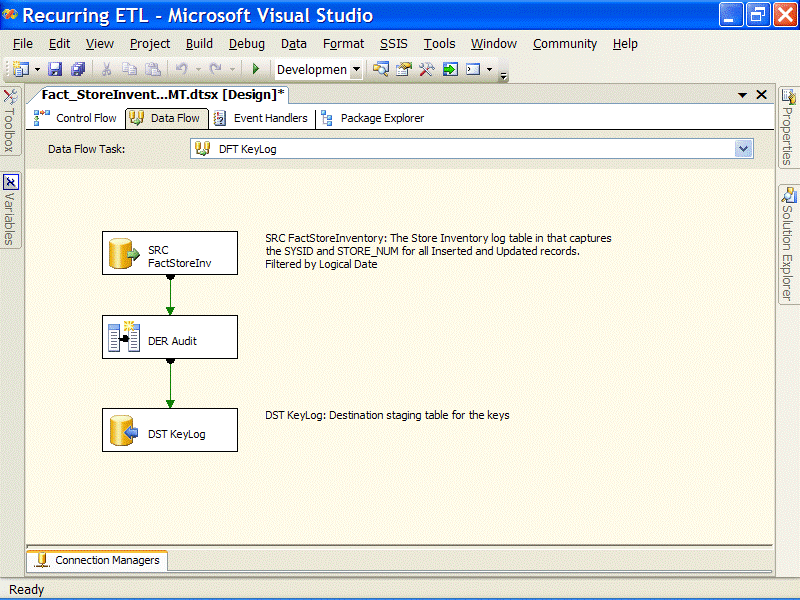 Recurring ETL - Microsoft Visual Studio
File Edit View Project Build Debug Data Format SSIS Tools Window Community Help
Developmen
Fact_StoreInvent...MT.dtsx [Design]*
Control Flow Data Flow Event Handlers Package Explorer
Data Flow Task: DFT KeyLog
Toolbox
Variables
Properties
Solution Explorer
SRC
FactStoreInv
SRC FactStoreInventory: The Store Inventory log table in that captures
the SYSID and STORE_NUM for all Inserted and Updated records.
Filtered by Logical Date
DER Audit
DST KeyLog
DST KeyLog: Destination staging table for the keys
Connection Managers
Ready